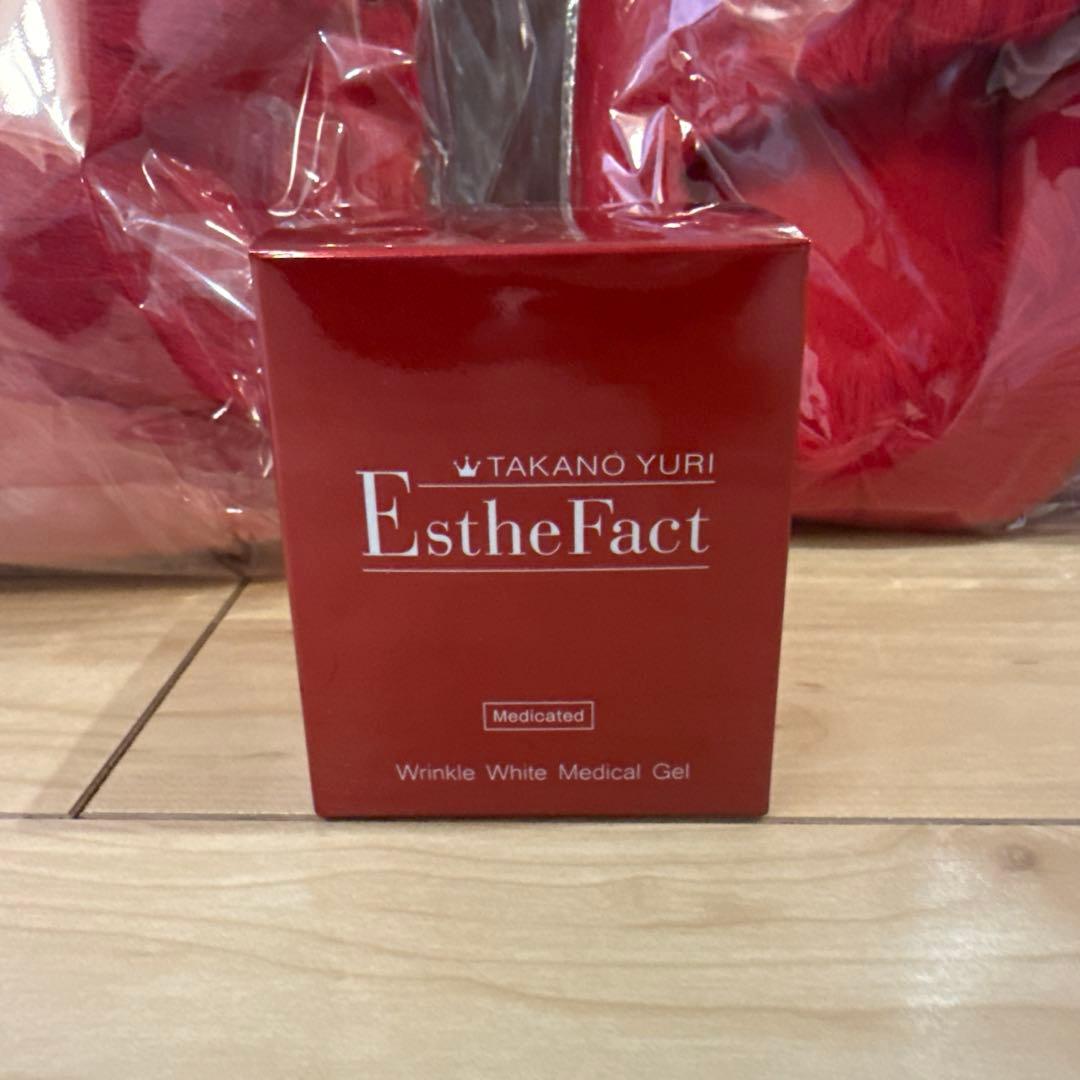 TAKANO YURI
EstheFact
Medicated
Wrinkle White Medical Gel